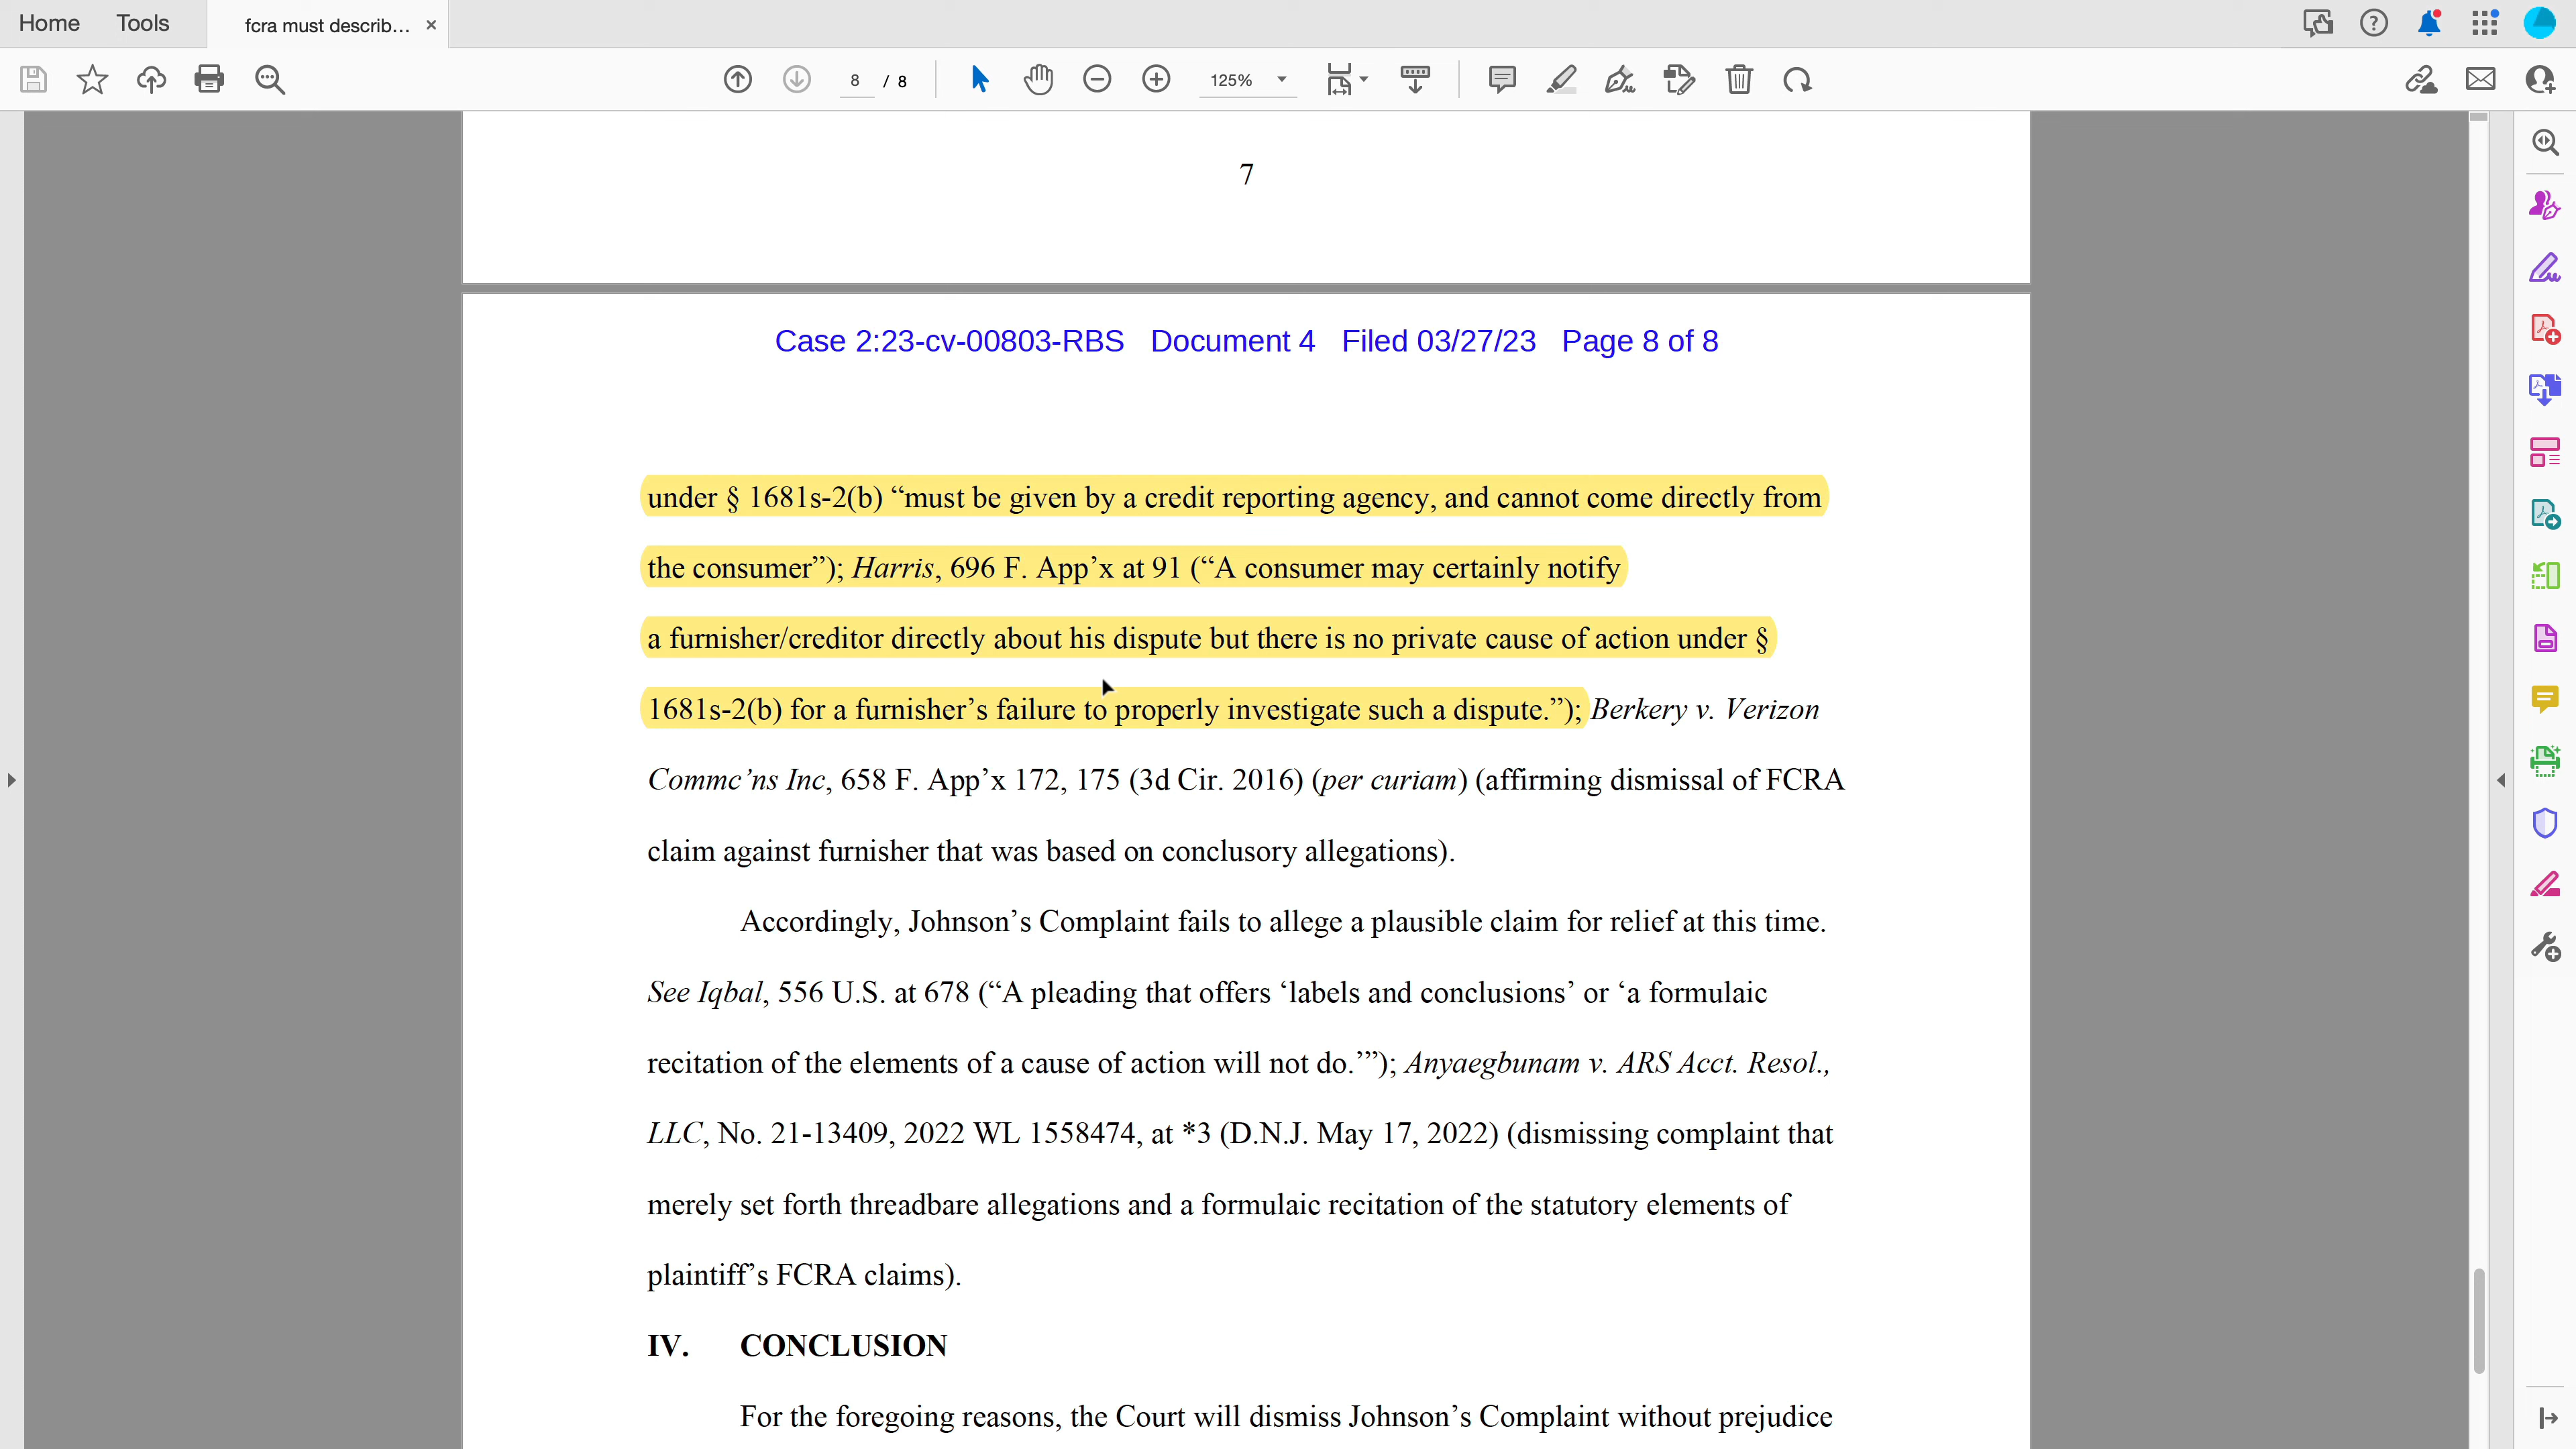 Home Tools fcra must describ... ×
8 / 8 125%
7
Case 2:23-cv-00803-RBS Document 4 Filed 03/27/23 Page 8 of 8
under § 1681s-2(b) “must be given by a credit reporting agency, and cannot come directly from
the consumer”); Harris, 696 F. App’x at 91 (“A consumer may certainly notify
a furnisher/creditor directly about his dispute but there is no private cause of action under §
1681s-2(b) for a furnisher’s failure to properly investigate such a dispute.”); Berkery v. Verizon
Commc’ns Inc, 658 F. App’x 172, 175 (3d Cir. 2016) (per curiam) (affirming dismissal of FCRA
claim against furnisher that was based on conclusory allegations).
Accordingly, Johnson’s Complaint fails to allege a plausible claim for relief at this time.
See Iqbal, 556 U.S. at 678 (“A pleading that offers ‘labels and conclusions’ or ‘a formulaic
recitation of the elements of a cause of action will not do.’”); Anyaegbunam v. ARS Acct. Resol.,
LLC, No. 21-13409, 2022 WL 1558474, at *3 (D.N.J. May 17, 2022) (dismissing complaint that
merely set forth threadbare allegations and a formulaic recitation of the statutory elements of
plaintiff’s FCRA claims).
IV. CONCLUSION
For the foregoing reasons, the Court will dismiss Johnson’s Complaint without prejudice